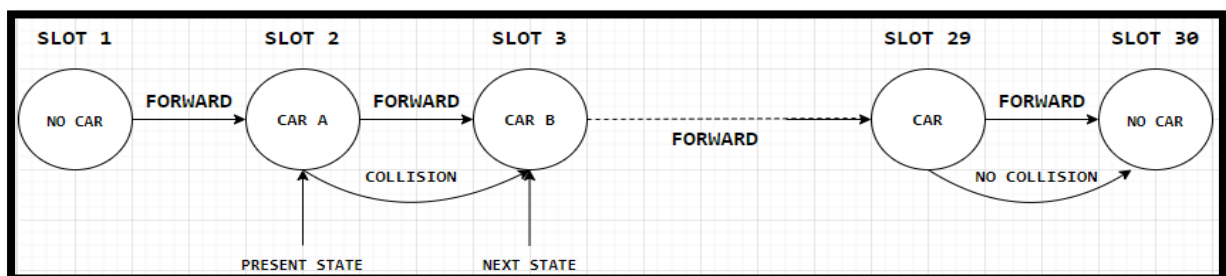 SLOT 1
SLOT 2
SLOT 3
SLOT 29
SLOT 30
NO CAR
FORWARD
CAR A
FORWARD
CAR B
FORWARD
CAR
FORWARD
NO CAR
COLLISION
NO COLLISION
PRESENT STATE
NEXT STATE